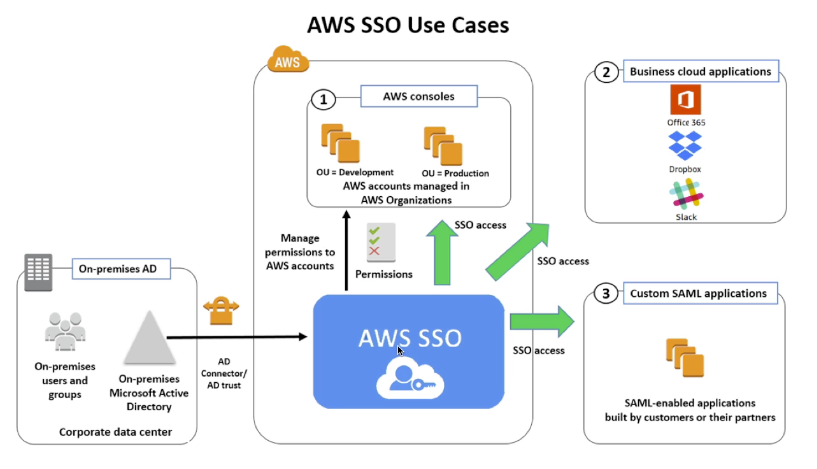 AWS SSO Use Cases
AWS
1
AWS consoles
OU = Development
OU = Production
AWS accounts managed in
AWS Organizations
2
Business cloud applications
Office 365
Dropbox
Slack
Manage
permissions to
AWS accounts
Permissions
SSO access
SSO access
SSO access
On-premises AD
On-premises
users and
groups
On-premises
Microsoft Active
Directory
Corporate data center
AD
Connector/
AD trust
AWS SSO
3
Custom SAML applications
SAML-enabled applications
built by customers or their partners